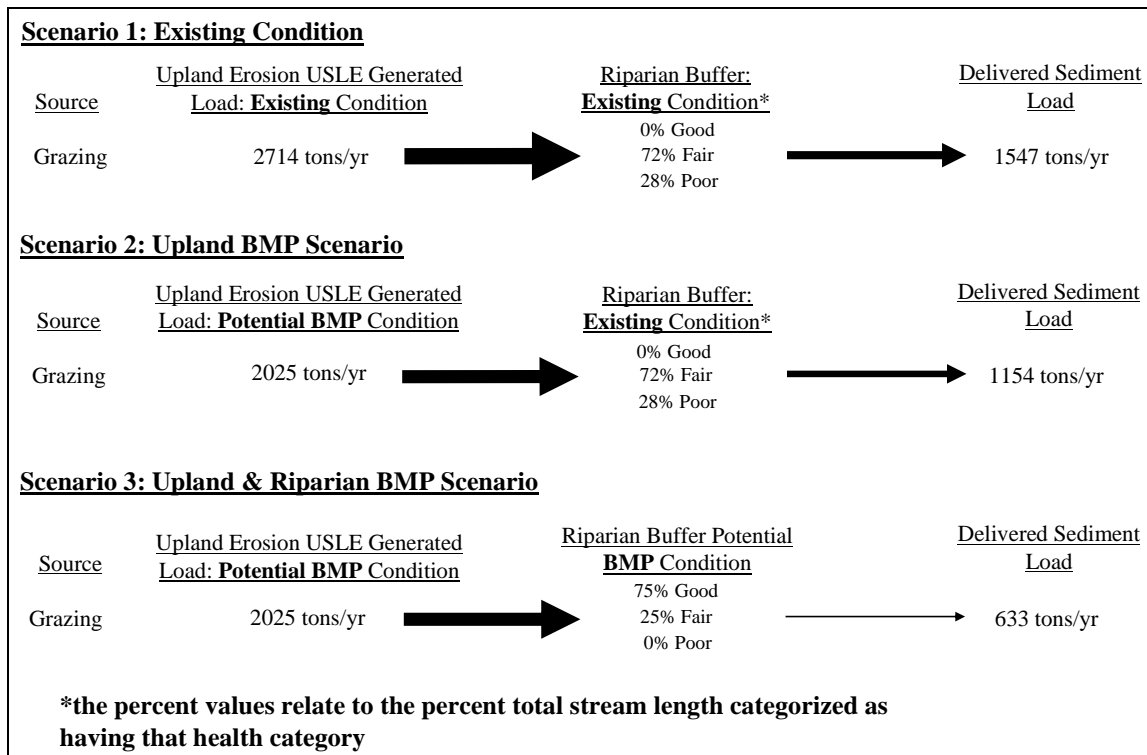 Scenario 1: Existing Condition
Source
Upland Erosion USLE Generated
Load: Existing Condition
Riparian Buffer:
Existing Condition*
Delivered Sediment
Load
Grazing
2714 tons/yr
0% Good
72% Fair
28% Poor
1547 tons/yr
Scenario 2: Upland BMP Scenario
Source
Upland Erosion USLE Generated
Load: Potential BMP Condition
Riparian Buffer:
Existing Condition*
Delivered Sediment
Load
Grazing
2025 tons/yr
0% Good
72% Fair
28% Poor
1154 tons/yr
Scenario 3: Upland & Riparian BMP Scenario
Source
Upland Erosion USLE Generated
Load: Potential BMP Condition
Riparian Buffer Potential
BMP Condition
Delivered Sediment
Load
Grazing
2025 tons/yr
75% Good
25% Fair
0% Poor
633 tons/yr
*the percent values relate to the percent total stream length categorized as
having that health category